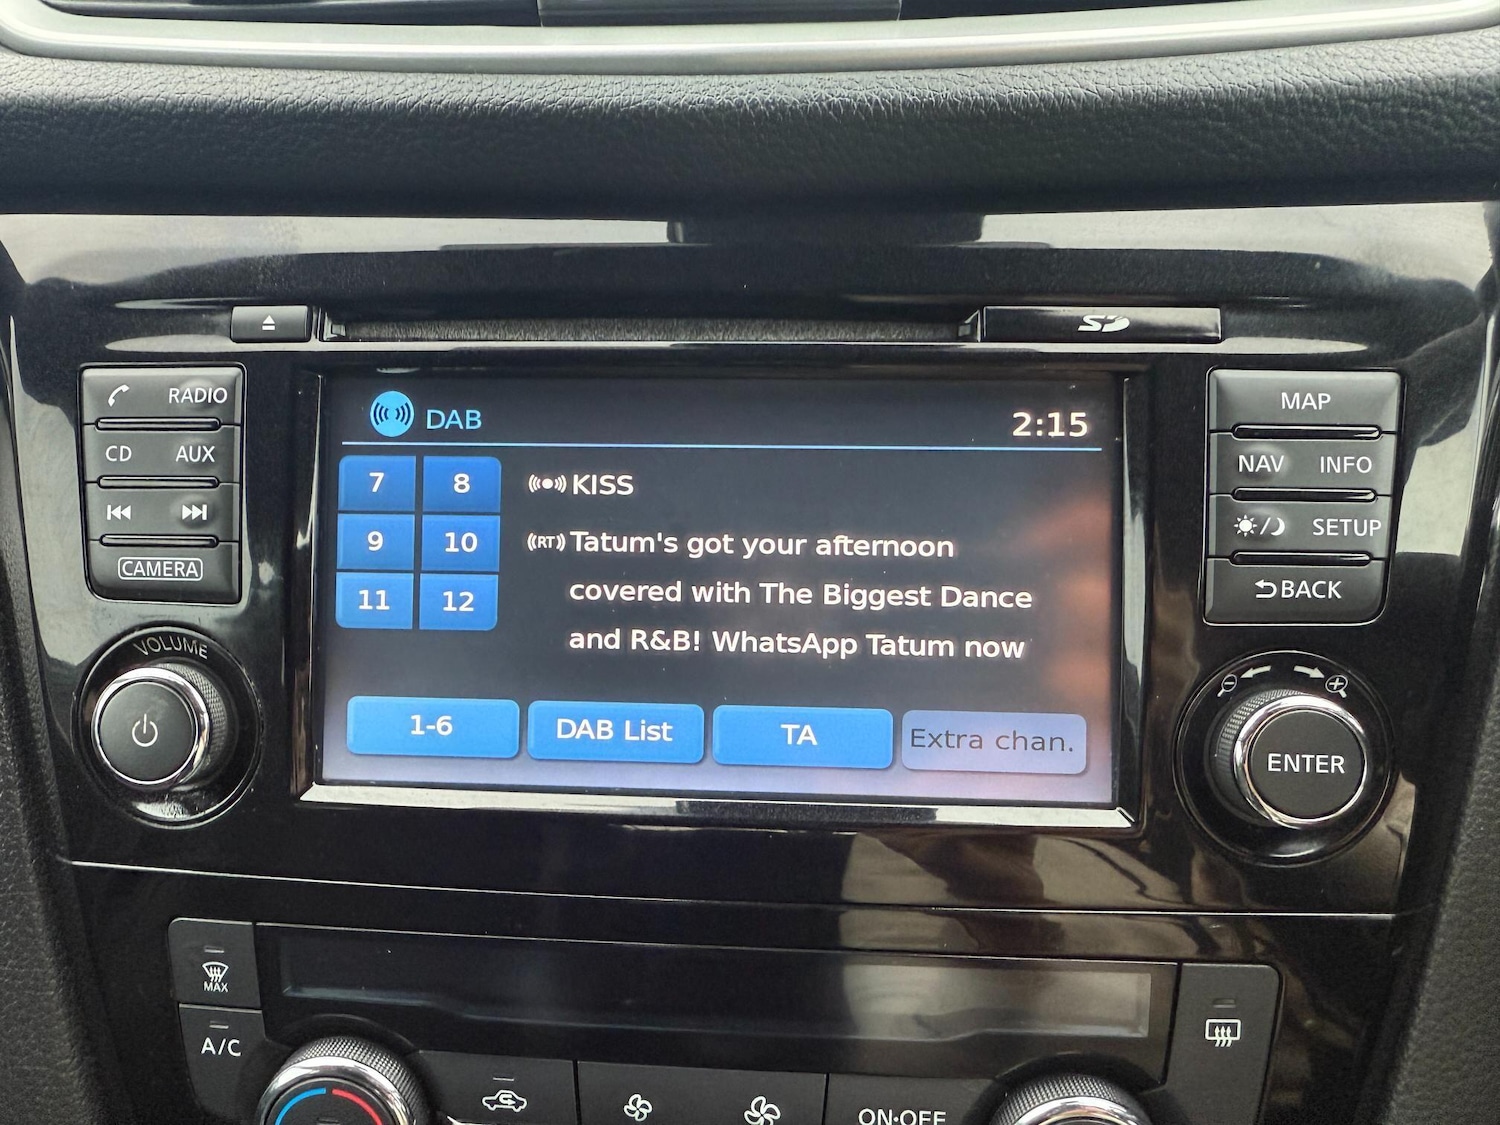 SD
RADIO
CD AUX
CAMERA
VOLUME
DAB
2:15
7 8
9 10
11 12
KISS
((RT)) Tatum's got your afternoon
covered with The Biggest Dance
and R&B! WhatsApp Tatum now
1-6 DAB List TA Extra chan.
MAP
NAV INFO
SETUP
BACK
ENTER
MAX
A/C
ON•OFF